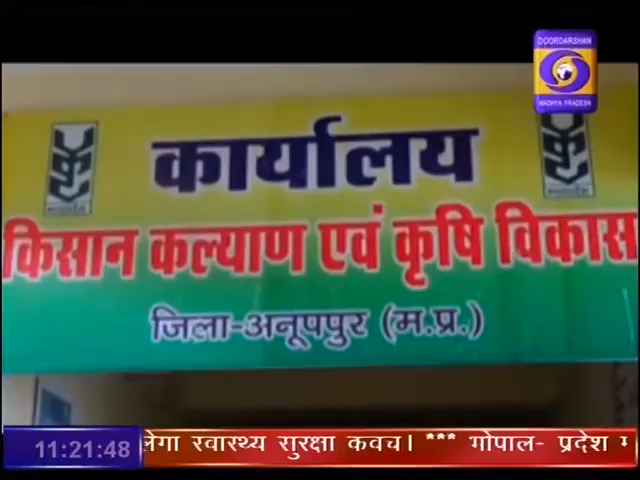 DOORDARSHAN
MADHYA PRADESH
कार्यालय
किसान कल्याण एवं कृषि विकास
जिला-अनूपपुर (म.प्र.)
11:21:48
लेगा स्वास्थ्य सुरक्षा कवच। *** गोपाल- प्रदेश